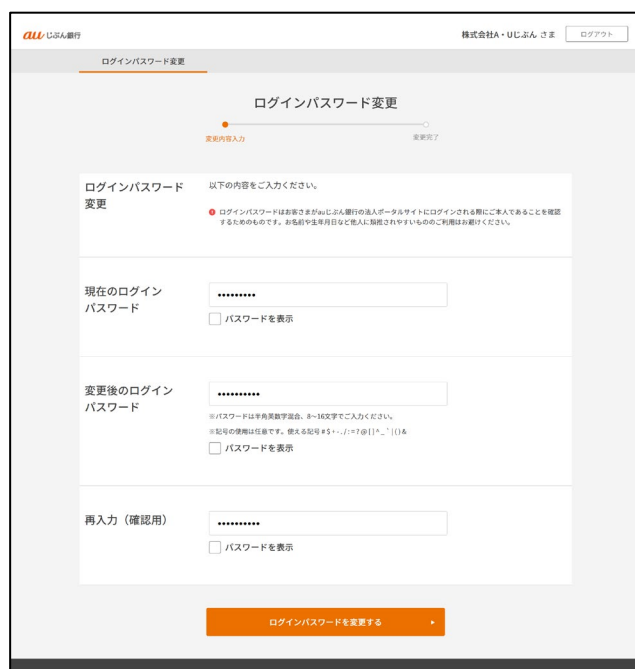 au じぶん銀行
株式会社A・Uじぶん さま
ログアウト
ログインパスワード変更
ログインパスワード変更
変更内容入力
変更完了
ログインパスワード
変更
以下の内容をご入力ください。
ログインパスワードはお客さまがauじぶん銀行の法人ポータルサイトにログインされる際にご本人であることを確認
するためのものです。お名前や生年月日など他人に類推されやすいもののご利用はお避けください。
現在のログイン
パスワード
•••••••••
パスワードを表示
変更後のログイン
パスワード
••••••••••
※パスワードは半角英数字混合、8~16文字でご入力ください。
※記号の使用は任意です。使える記号 # $ + - . / : = ? @ [ ] ^ _ ` | ( ) &
パスワードを表示
再入力(確認用)
••••••••••
パスワードを表示
ログインパスワードを変更する